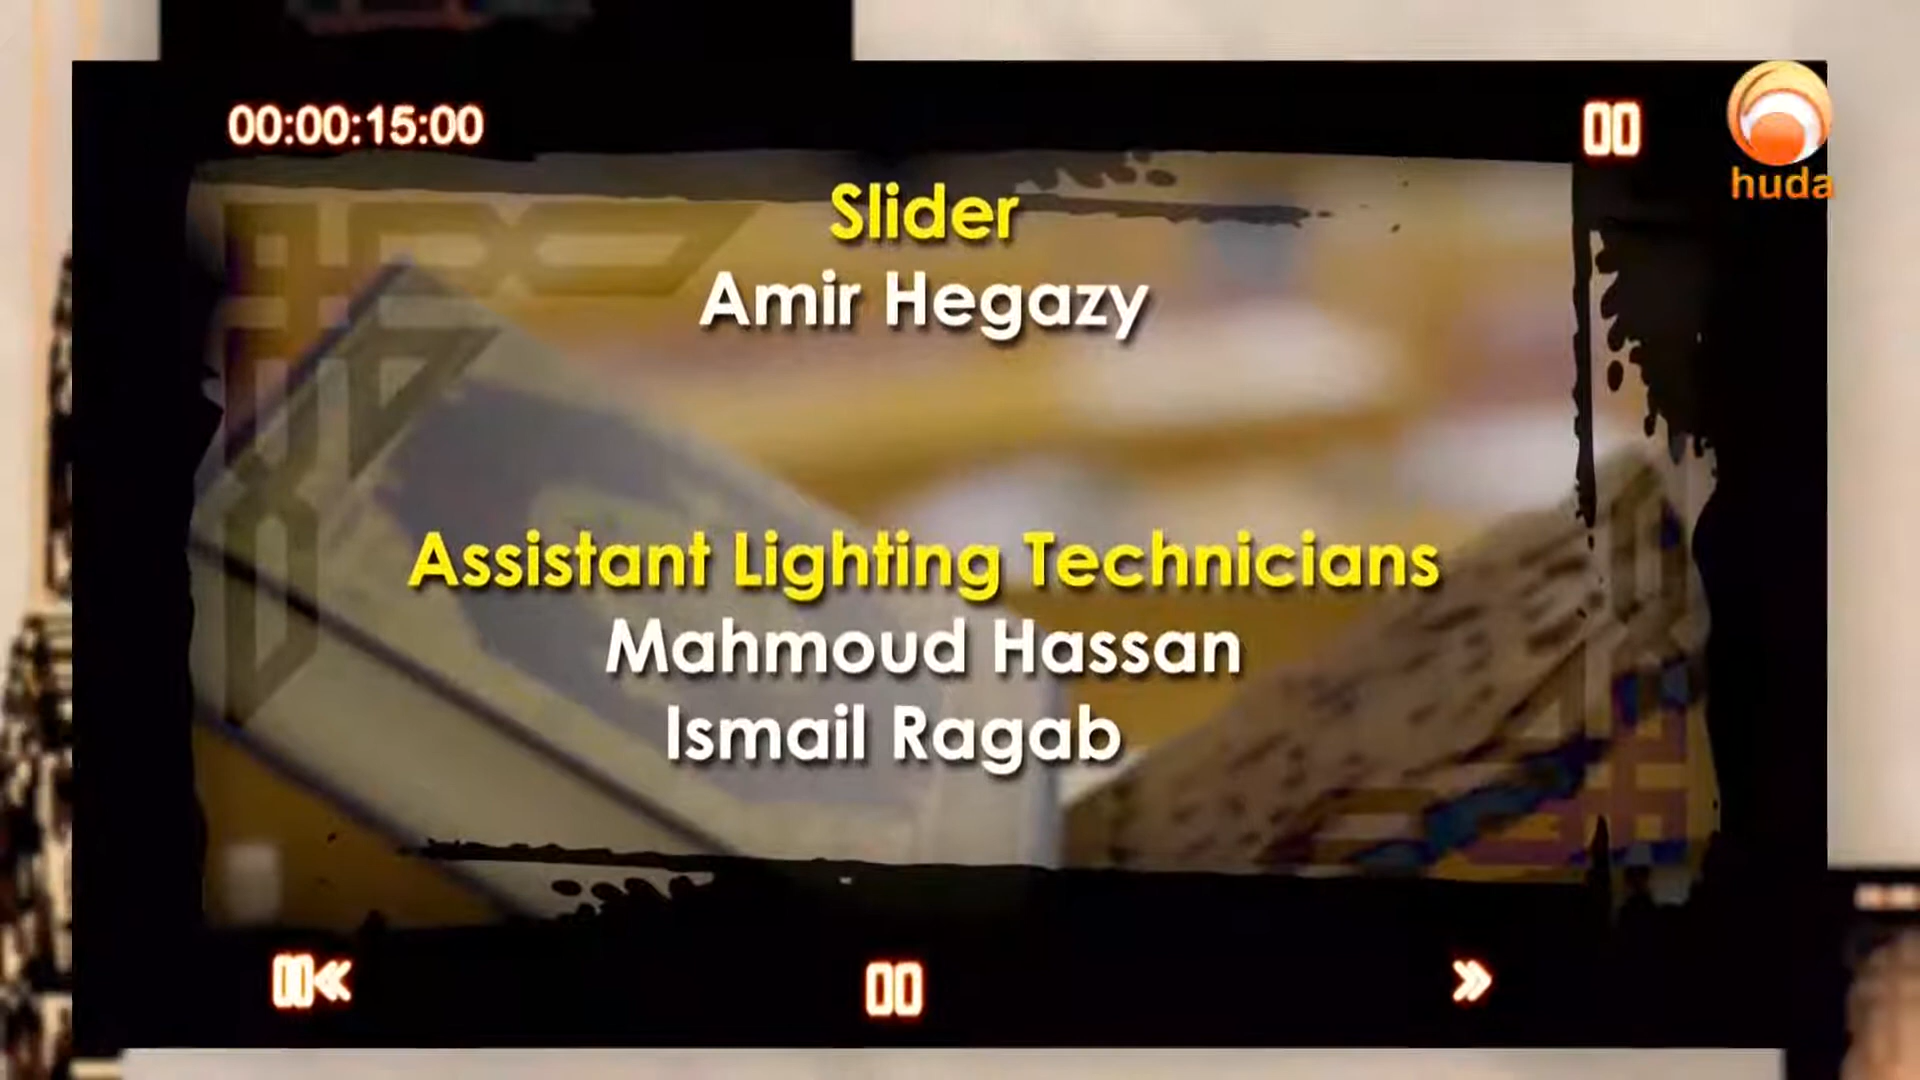 00:00:15:00
huda
Slider
Amir Hegazy
Assistant Lighting Technicians
Mahmoud Hassan
Ismail Ragab